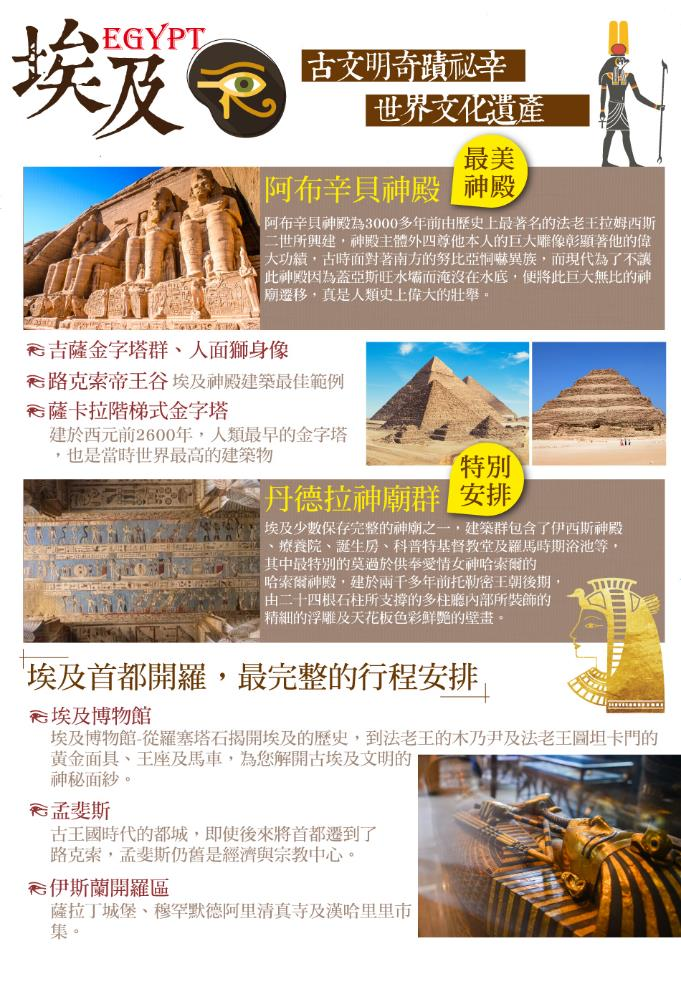 埃及
EGYPT
古文明奇蹟祕辛
世界文化遺產
最美
神殿
阿布辛貝神殿
阿布辛貝神殿為3000多年前由歷史上最著名的法老王拉姆西斯
二世所興建，神殿主體外四尊他本人的巨大雕像彰顯著他的偉
大功績，古時面對著南方的努比亞恫嚇異族，而現代為了不讓
此神殿因為蓋亞斯旺水壩而淹沒在水底，便將此巨大無比的神
廟遷移，真是人類史上偉大的壯舉。
吉薩金字塔群、人面獅身像
路克索帝王谷 埃及神殿建築最佳範例
薩卡拉階梯式金字塔
建於西元前2600年，人類最早的金字塔
，也是當時世界最高的建築物
特別
安排
丹德拉神廟群
埃及少數保存完整的神廟之一，建築群包含了伊西斯神殿
、療養院、誕生房、科普特基督教堂及羅馬時期浴池等，
其中最特別的莫過於供奉愛情女神哈索爾的
哈索爾神殿，建於兩千多年前托勒密王朝後期，
由二十四根石柱所支撐的多柱廳內部所裝飾的
精細的浮雕及天花板色彩鮮艷的壁畫。
埃及首都開羅，最完整的行程安排
埃及博物館
埃及博物館-從羅塞塔石揭開埃及的歷史，到法老王的木乃尹及法老王圖坦卡門的
黃金面具、王座及馬車，為您解開古埃及文明的
神秘面紗。
孟斐斯
古王國時代的都城，即使後來將首都遷到了
路克索，孟斐斯仍舊是經濟與宗教中心。
伊斯蘭開羅區
薩拉丁城堡、穆罕默德阿里清真寺及漢哈里里市
集。